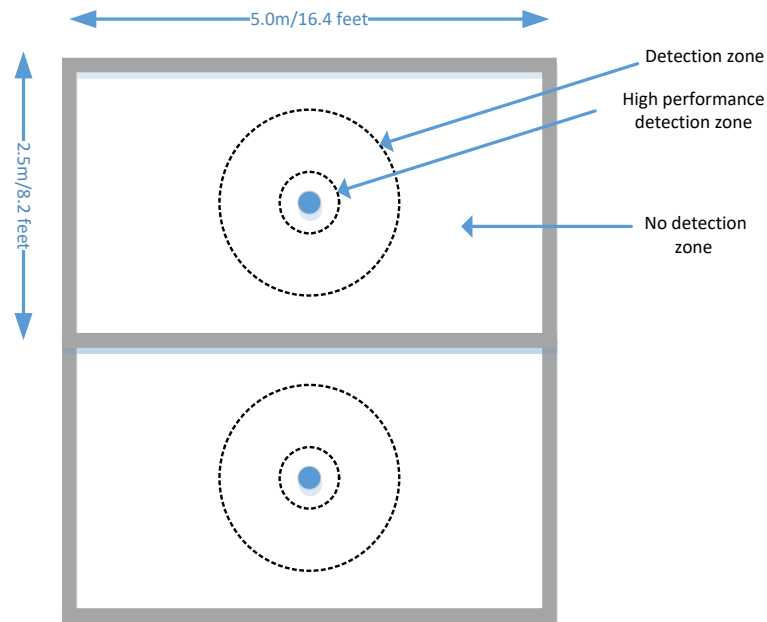 5.0m/16.4 feet
Detection zone
High performance
detection zone
2.5m/8.2 feet
No detection
zone